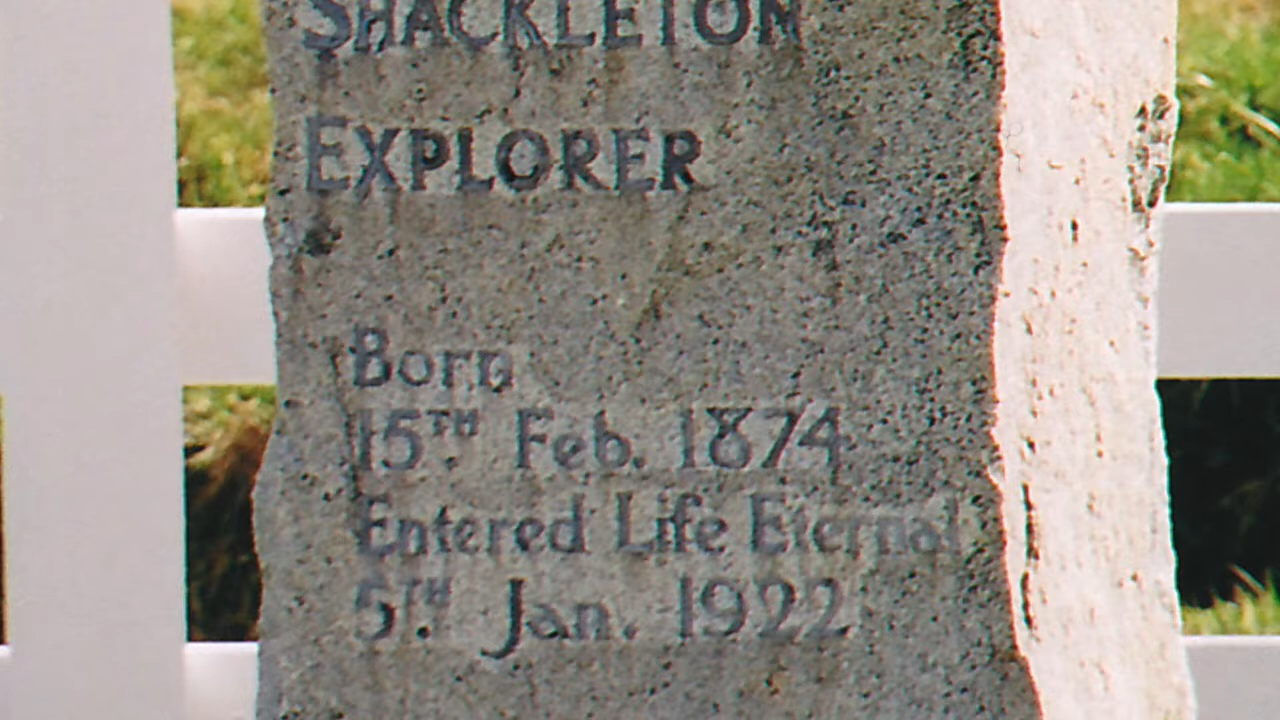 SHACKLETON
EXPLORER
Born
15TH Feb. 1874
Entered Life Eternal
5TH Jan. 1922